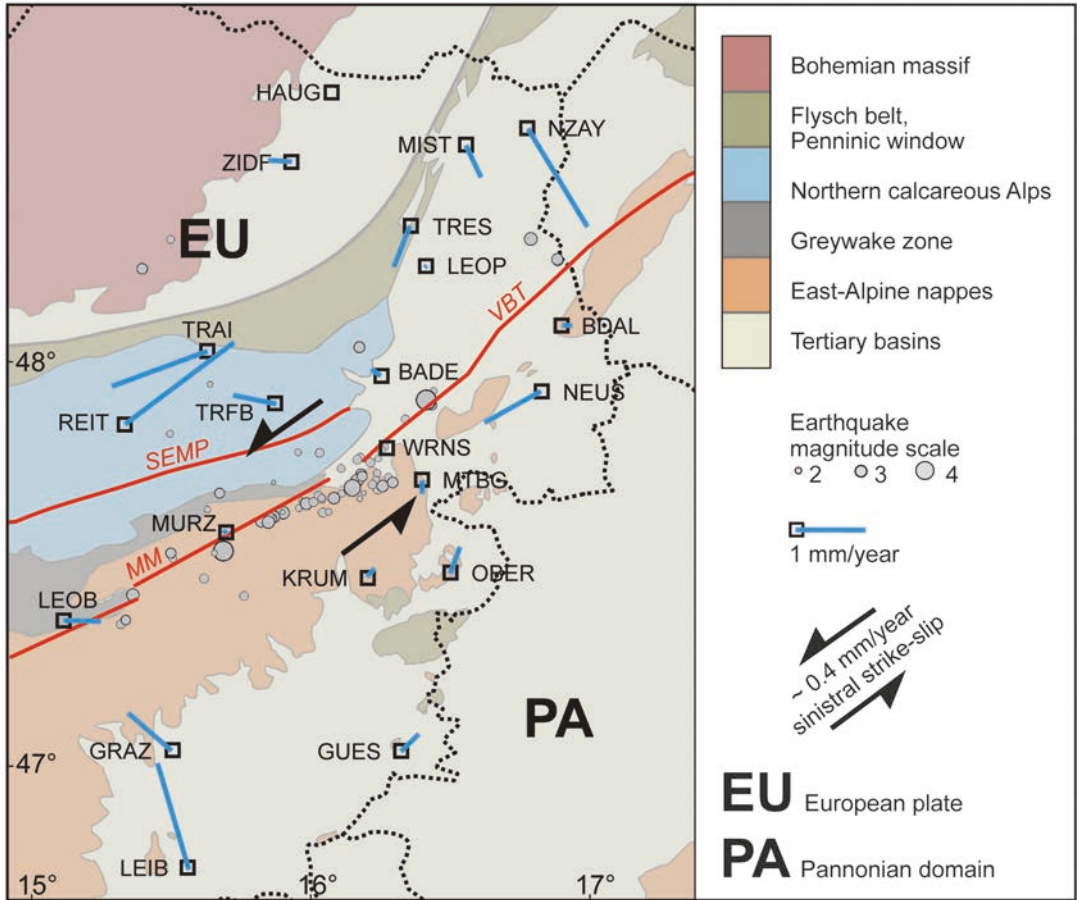 HAUG
NZAY
MIST
ZIDF
EU
TRES
LEOP
VBT
BDAL
TRAI
48°
BADE
NEUS
REIT
TRFB
SEMP
WRNS
MTBG
MURZ
MM
KRUM
OPER
LEOB
PA
GRAZ
GUES
47°
LEIB
15°
16°
17°
Bohemian massif
Flysch belt,
Penninic window
Northern calcareous Alps
Greywake zone
East-Alpine nappes
Tertiary basins
Earthquake
magnitude scale
2 3 4
1 mm/year
~ 0.4 mm/year
sinistral strike-slip
EU European plate
PA Pannonian domain